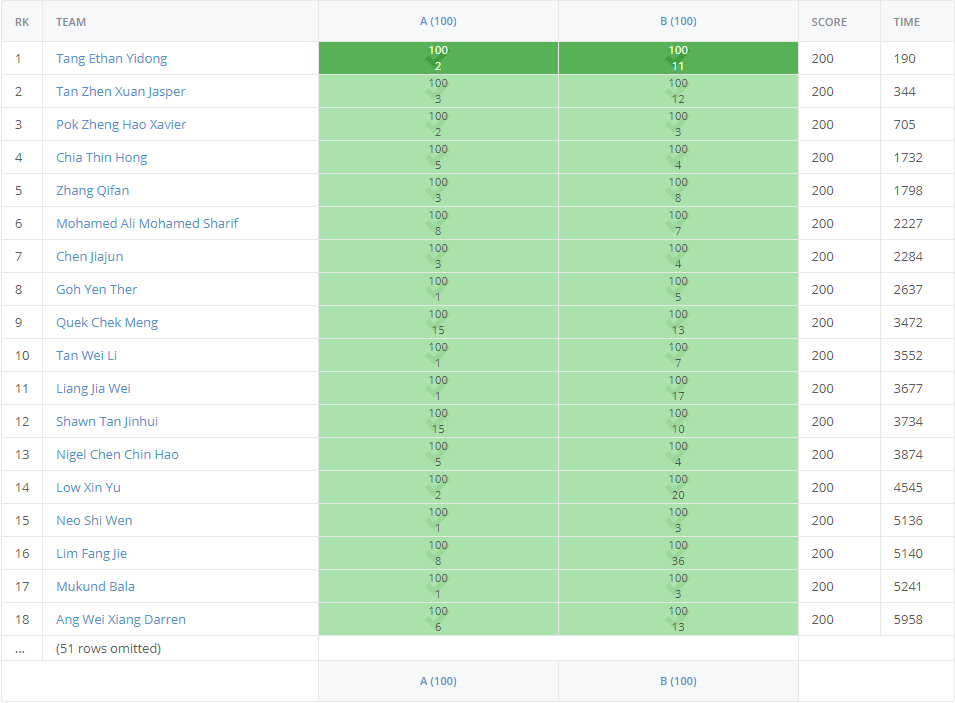 RK TEAM A (100) B (100) SCORE TIME
1 Tang Ethan Yidong 100 2 100 11 200 190
2 Tan Zhen Xuan Jasper 100 3 100 12 200 344
3 Pok Zheng Hao Xavier 100 2 100 3 200 705
4 Chia Thin Hong 100 5 100 4 200 1732
5 Zhang Qifan 100 3 100 8 200 1798
6 Mohamed Ali Mohamed Sharif 100 8 100 7 200 2227
7 Chen Jiajun 100 3 100 4 200 2284
8 Goh Yen Ther 100 1 100 5 200 2637
9 Quek Chek Meng 100 15 100 13 200 3472
10 Tan Wei Li 100 1 100 7 200 3552
11 Liang Jia Wei 100 1 100 17 200 3677
12 Shawn Tan Jinhui 100 15 100 10 200 3734
13 Nigel Chen Chin Hao 100 5 100 4 200 3874
14 Low Xin Yu 100 2 100 20 200 4545
15 Neo Shi Wen 100 1 100 3 200 5136
16 Lim Fang Jie 100 8 100 36 200 5140
17 Mukund Bala 100 1 100 3 200 5241
18 Ang Wei Xiang Darren 100 6 100 13 200 5958
... (51 rows omitted)
A (100) B (100)